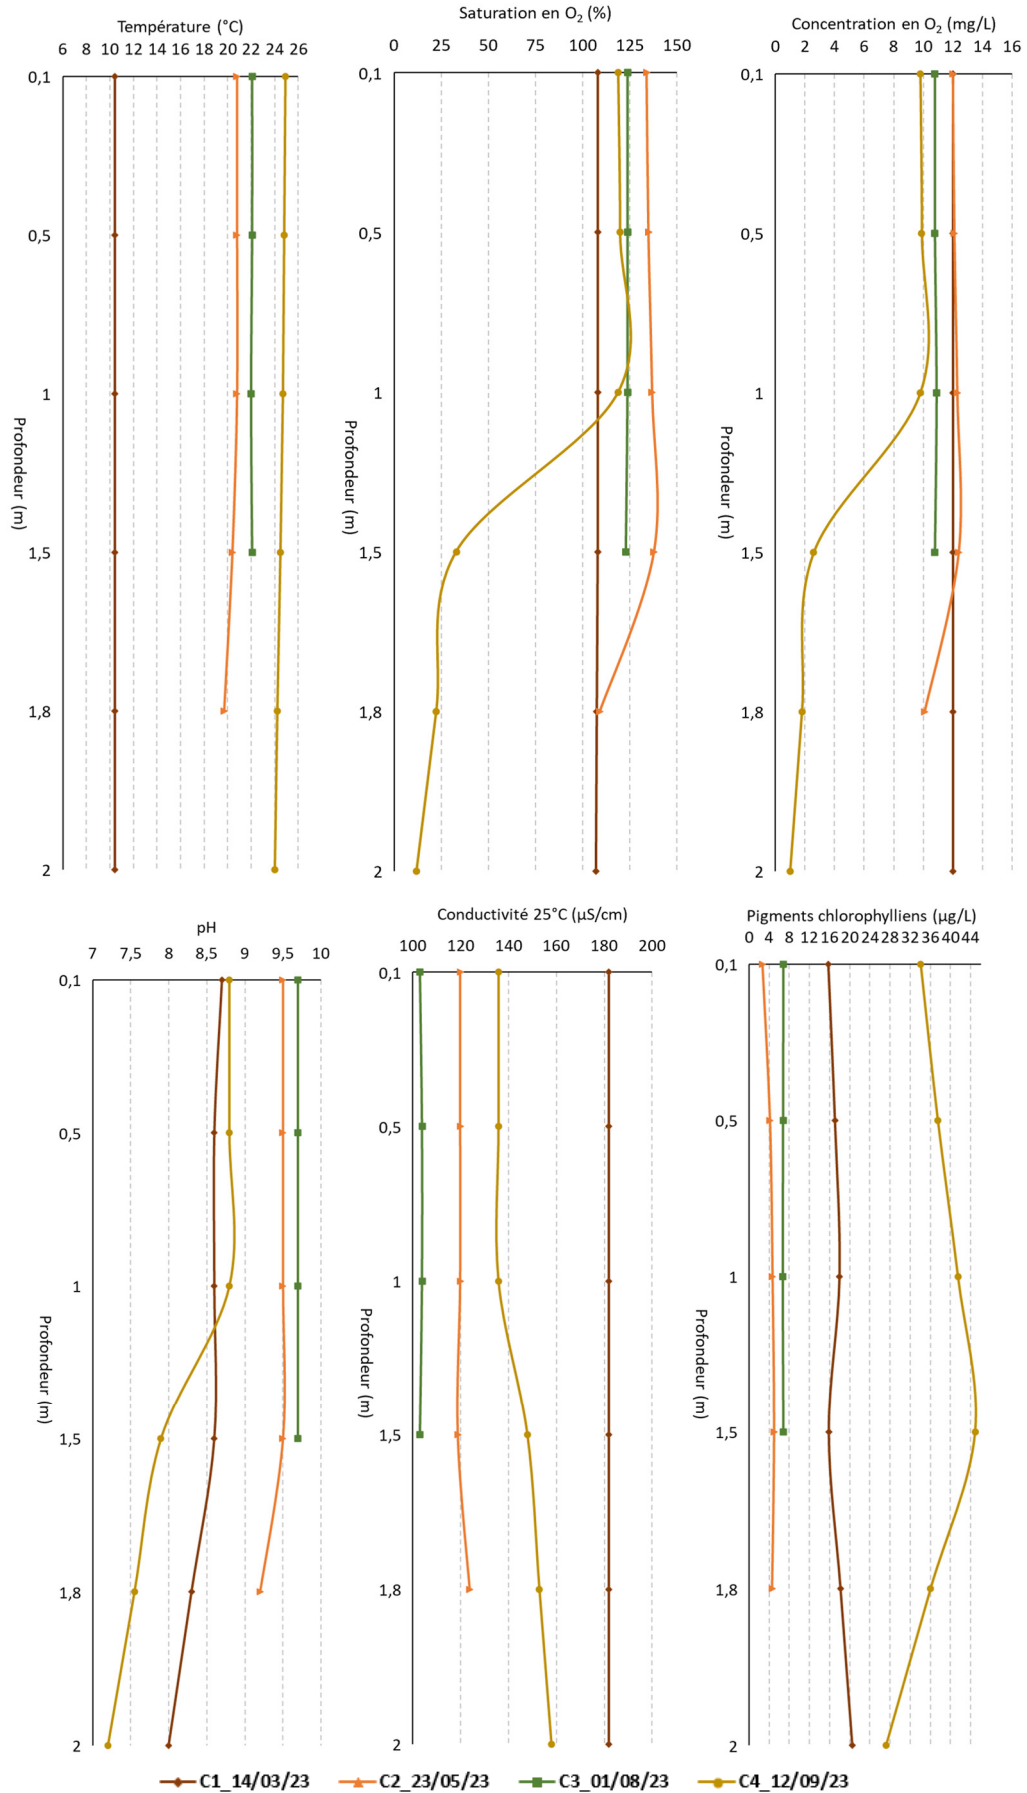 Température (°C)
6 8 10 12 14 16 18 20 22 24 26
0,1
0,5
1
1,5
1,8
2
Profondeur (m)
Saturation en O₂ (%)
0 25 50 75 100 125 150
0,1
0,5
1
1,5
1,8
2
Profondeur (m)
Concentration en O₂ (mg/L)
0 2 4 6 8 10 12 14 16
0,1
0,5
1
1,5
1,8
2
Profondeur (m)
pH
7 7,5 8 8,5 9 9,5 10
0,1
0,5
1
1,5
1,8
2
Profondeur (m)
Conductivité 25°C (µS/cm)
100 120 140 160 180 200
0,1
0,5
1
1,5
1,8
2
Profondeur (m)
Pigments chlorophylliens (µg/L)
0 4 8 12 16 20 24 28 32 36 40 44
0,1
0,5
1
1,5
1,8
2
Profondeur (m)
C1_14/03/23 C2_23/05/23 C3_01/08/23 C4_12/09/23